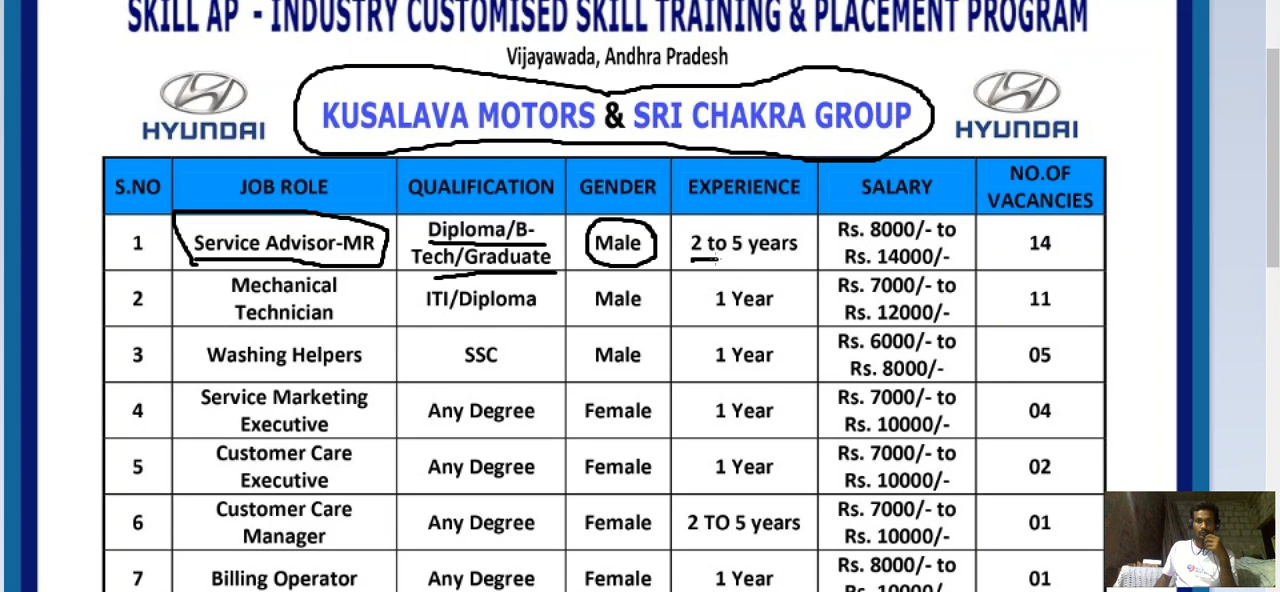 SKILL AP - INDUSTRY CUSTOMISED SKILL TRAINING & PLACEMENT PROGRAM
Vijayawada, Andhra Pradesh
HYUNDAI
KUSALAVA MOTORS & SRI CHAKRA GROUP
HYUNDAI
S.NO JOB ROLE QUALIFICATION GENDER EXPERIENCE SALARY NO.OF VACANCIES
1 Service Advisor-MR Diploma/B-Tech/Graduate Male 2 to 5 years Rs. 8000/- to Rs. 14000/- 14
2 Mechanical Technician ITI/Diploma Male 1 Year Rs. 7000/- to Rs. 12000/- 11
3 Washing Helpers SSC Male 1 Year Rs. 6000/- to Rs. 8000/- 05
4 Service Marketing Executive Any Degree Female 1 Year Rs. 7000/- to Rs. 10000/- 04
5 Customer Care Executive Any Degree Female 1 Year Rs. 7000/- to Rs. 10000/- 02
6 Customer Care Manager Any Degree Female 2 TO 5 years Rs. 7000/- to Rs. 10000/- 01
7 Billing Operator Any Degree Female 1 Year Rs. 8000/- to Rs. 10000/- 01